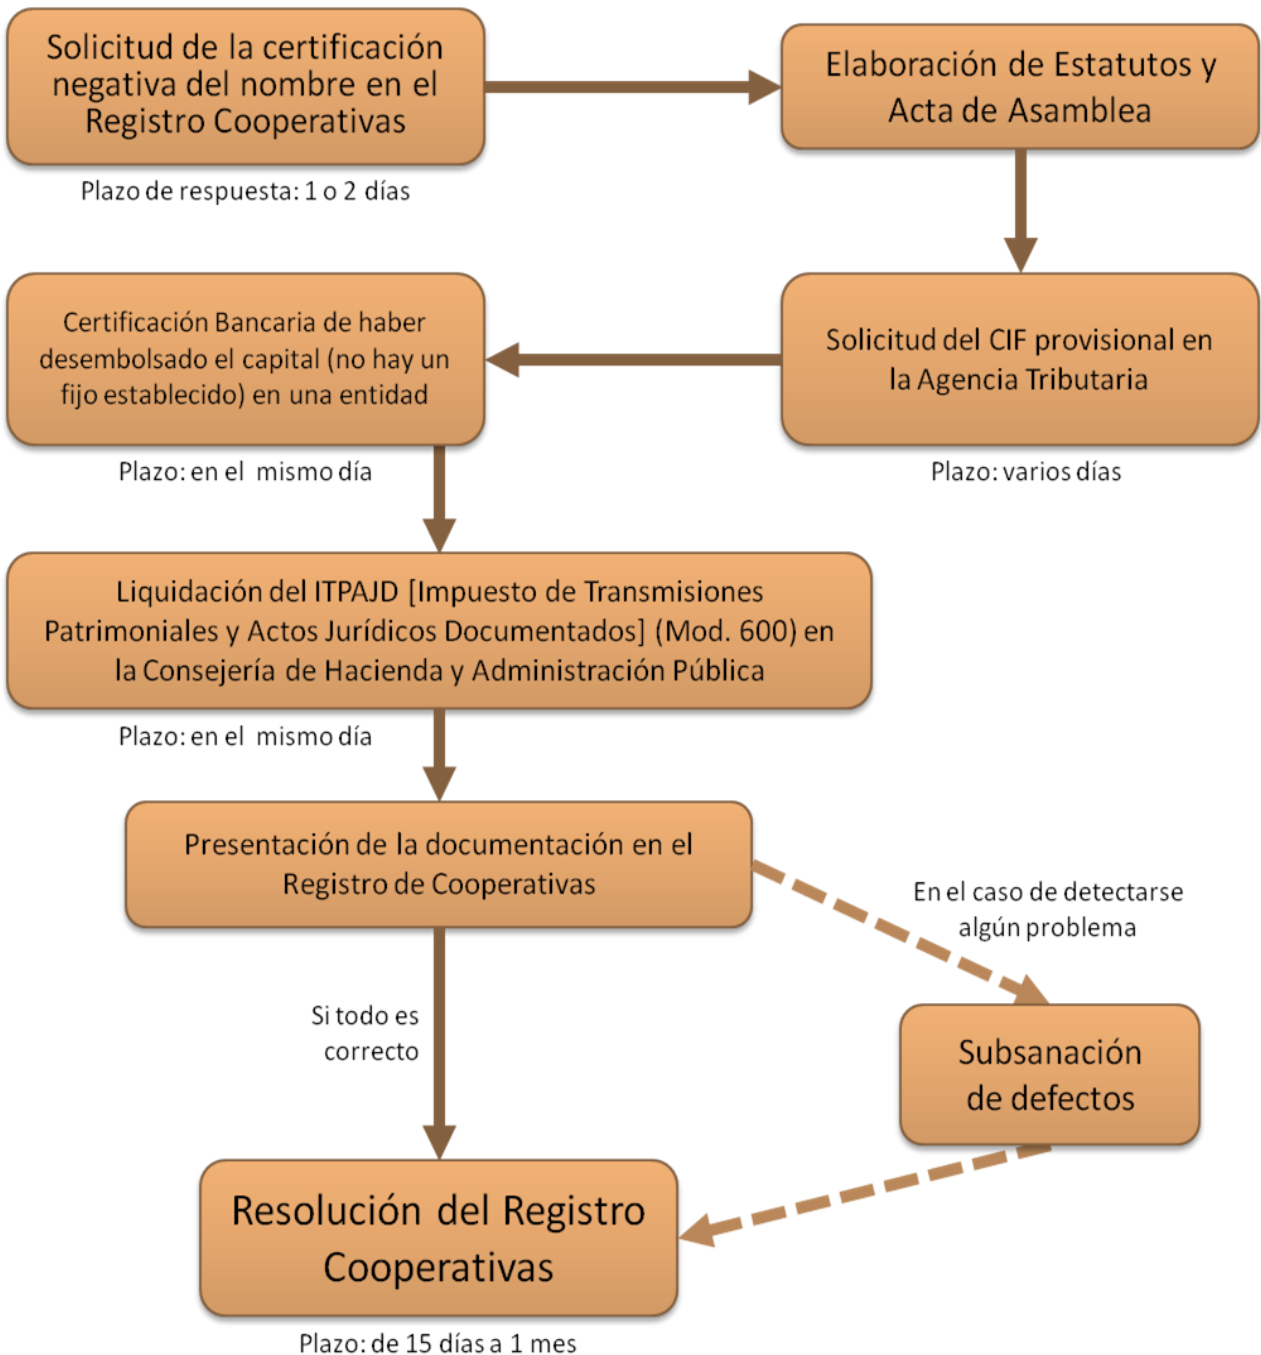 Solicitud de la certificación
negativa del nombre en el
Registro Cooperativas
Plazo de respuesta: 1 o 2 días
Elaboración de Estatutos y
Acta de Asamblea
Solicitud del CIF provisional en
la Agencia Tributaria
Plazo: varios días
Certificación Bancaria de haber
desembolsado el capital (no hay un
fijo establecido) en una entidad
Plazo: en el mismo día
Liquidación del ITPAJD [Impuesto de Transmisiones
Patrimoniales y Actos Jurídicos Documentados] (Mod. 600) en
la Consejería de Hacienda y Administración Pública
Plazo: en el mismo día
Presentación de la documentación en el
Registro de Cooperativas
En el caso de detectarse
algún problema
Si todo es
correcto
Subsanación
de defectos
Resolución del Registro
Cooperativas
Plazo: de 15 días a 1 mes